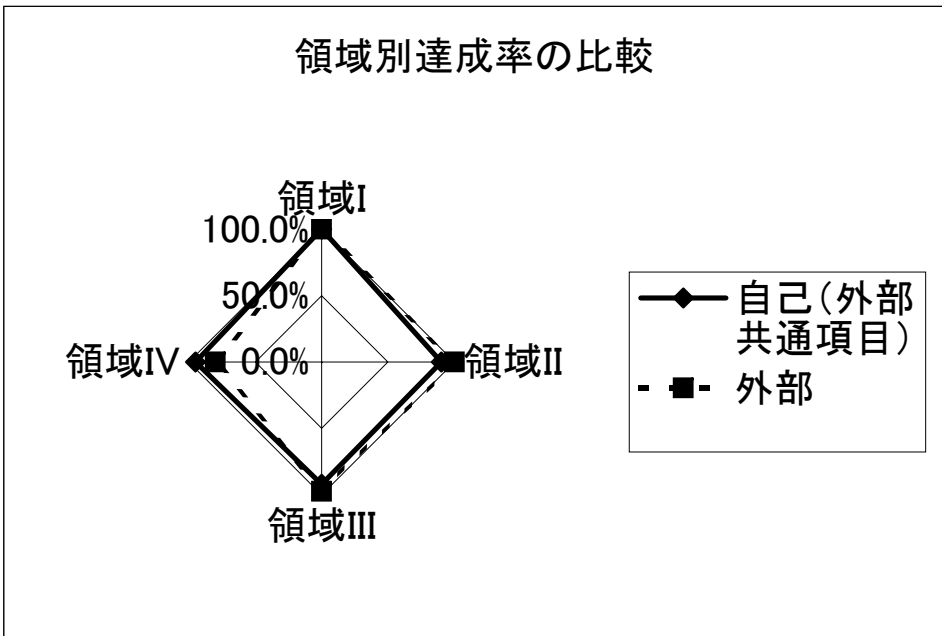 領域別達成率の比較
領域I
100.0%
50.0%
領域IV
0.0%
領域II
領域III
自己(外部
共通項目)
外部